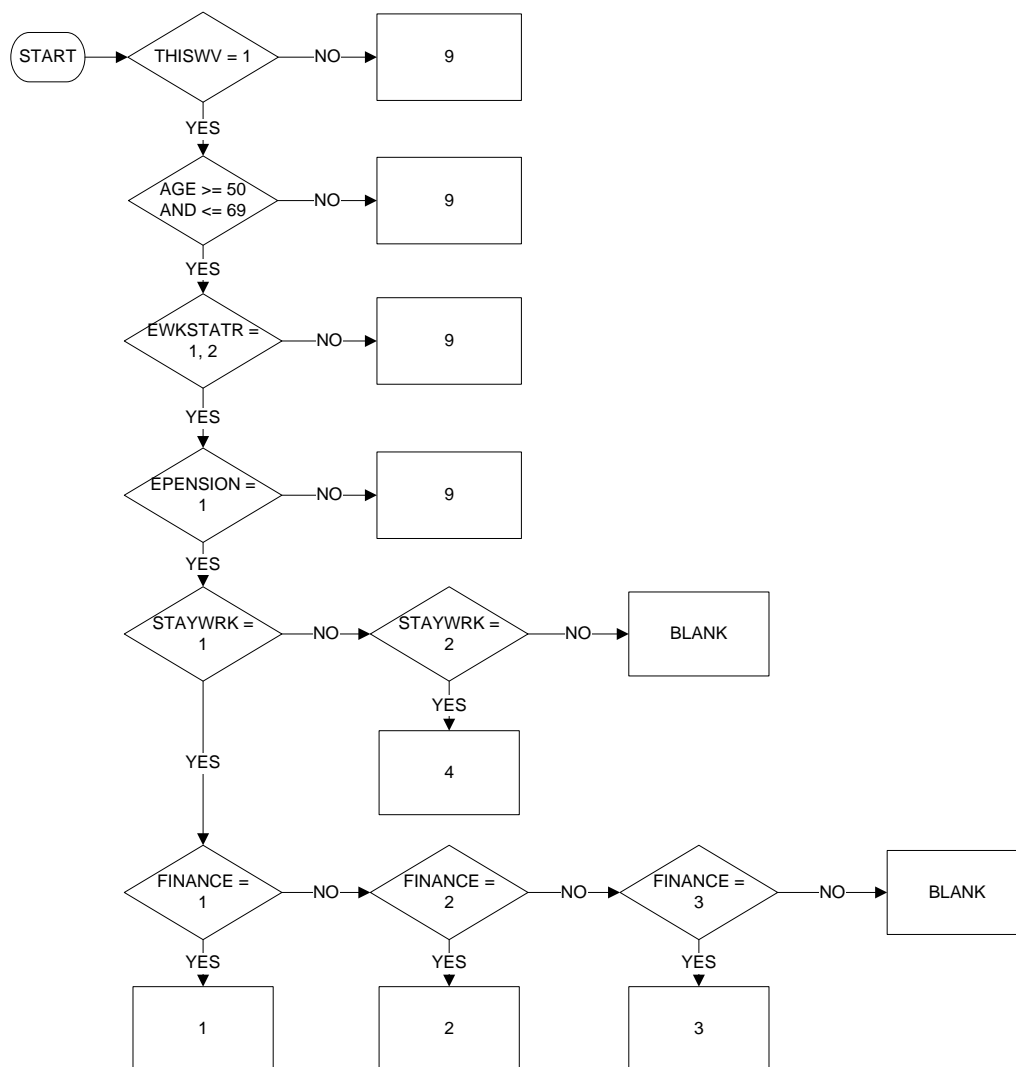 START
THISWV = 1
NO
9
YES
AGE >= 50
AND <= 69
NO
9
YES
EWKSTATR =
1, 2
NO
9
YES
EPENSION =
1
NO
9
YES
STAYWRK =
1
NO
STAYWRK =
2
NO
BLANK
YES
4
YES
FINANCE =
1
NO
FINANCE =
2
NO
FINANCE =
3
NO
BLANK
YES
YES
YES
1
2
3